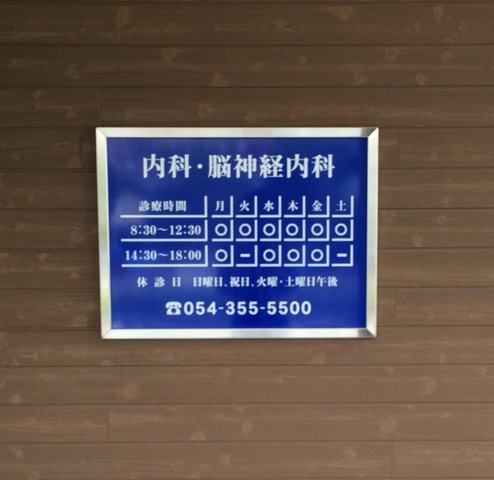 内科・脳神経内科
診療時間 月 火 水 木 金 土
8:30〜12:30 ○ ○ ○ ○ ○ ○
14:30〜18:00 ○ − ○ ○ ○ −
休診日 日曜日、祝日、火曜・土曜日午後
☎054-355-5500